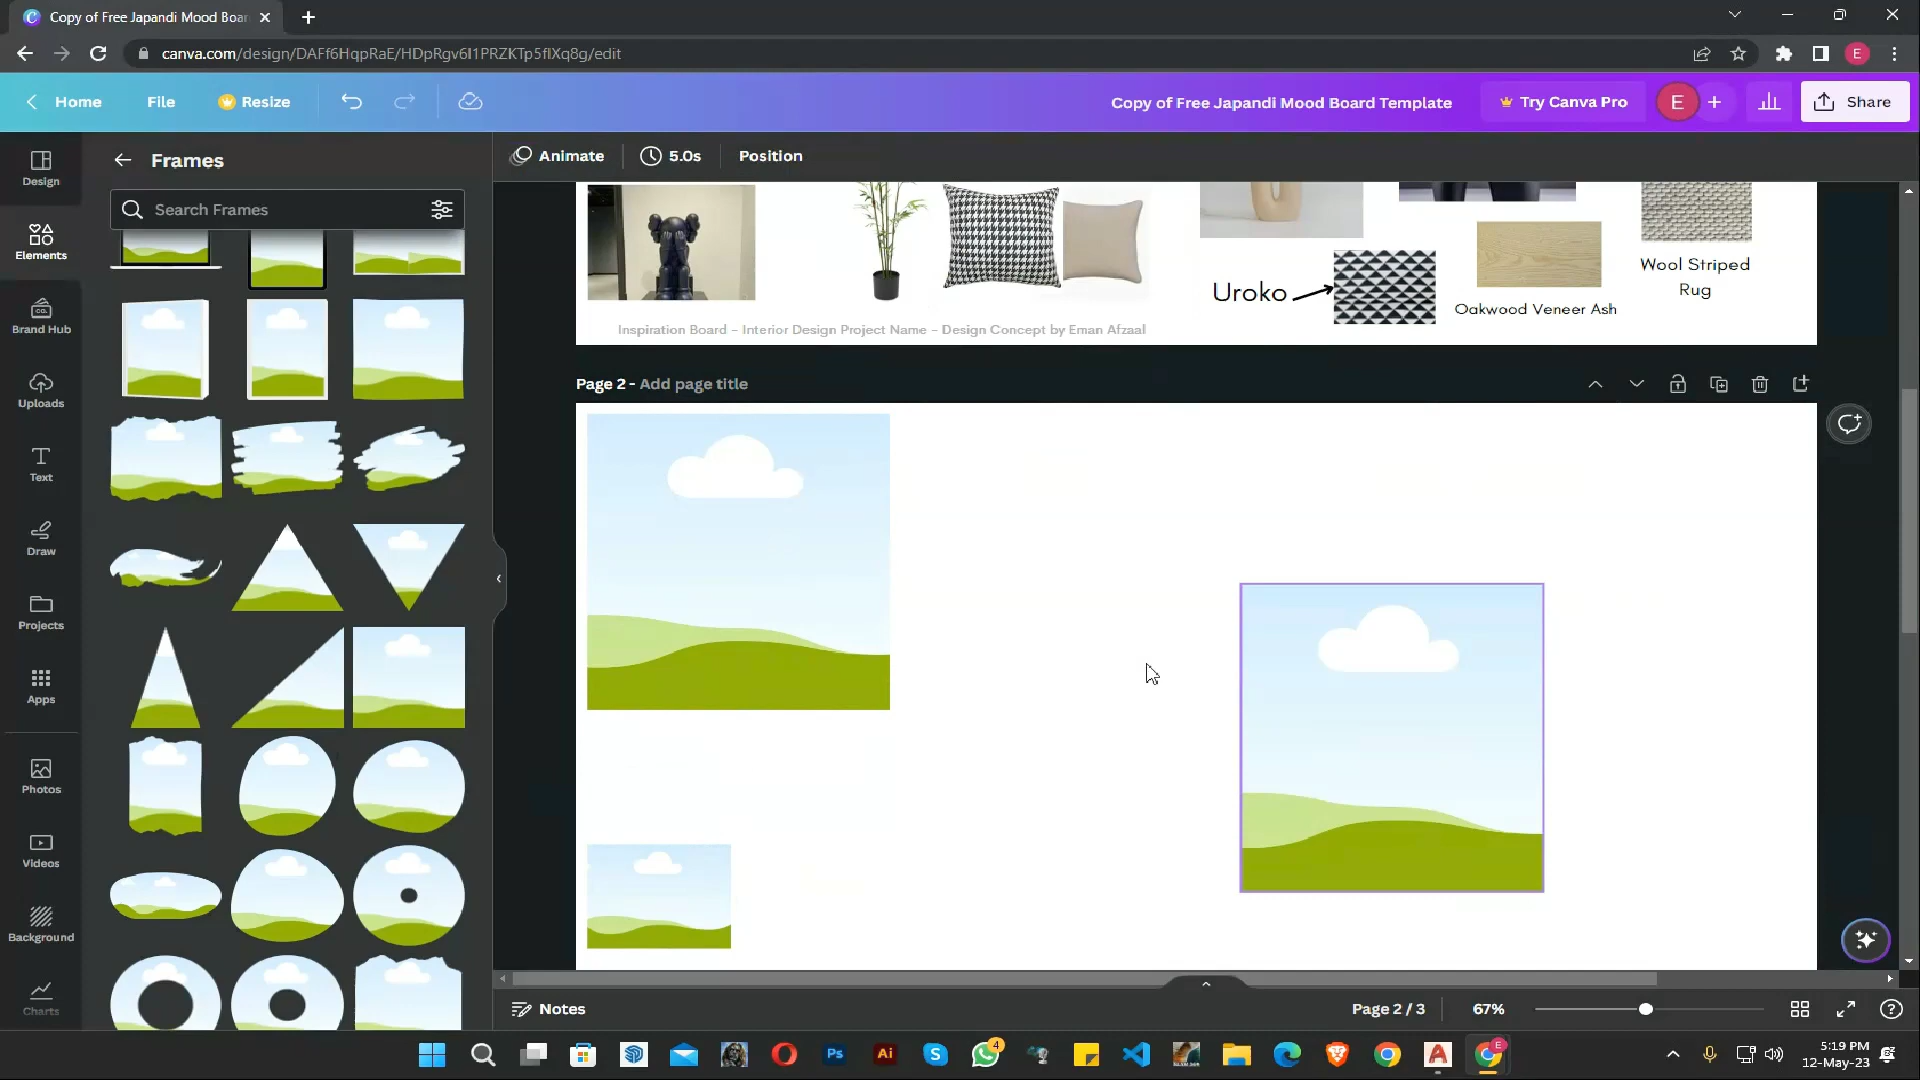 Copy of Free Japandi Mood Boar
canva.com/design/DAFf6HqpRaE/HDpRgv6I1PRZKTp5fIXq8g/edit
E
Home
File
Resize
Copy of Free Japandi Mood Board Template
Try Canva Pro
E
Share
Design
Elements
Brand Hub
Uploads
Text
Draw
Projects
Apps
Photos
Videos
Background
Charts
Frames
Search Frames
Animate
5.0s
Position
Uroko
Oakwood Veneer Ash
Wool Striped
Rug
Inspiration Board – Interior Design Project Name – Design Concept by Eman Afzaal
Page 2 - Add page title
Notes
Page 2 / 3
67%
Ps
Ai
4
E
5:19 PM
12-May-23